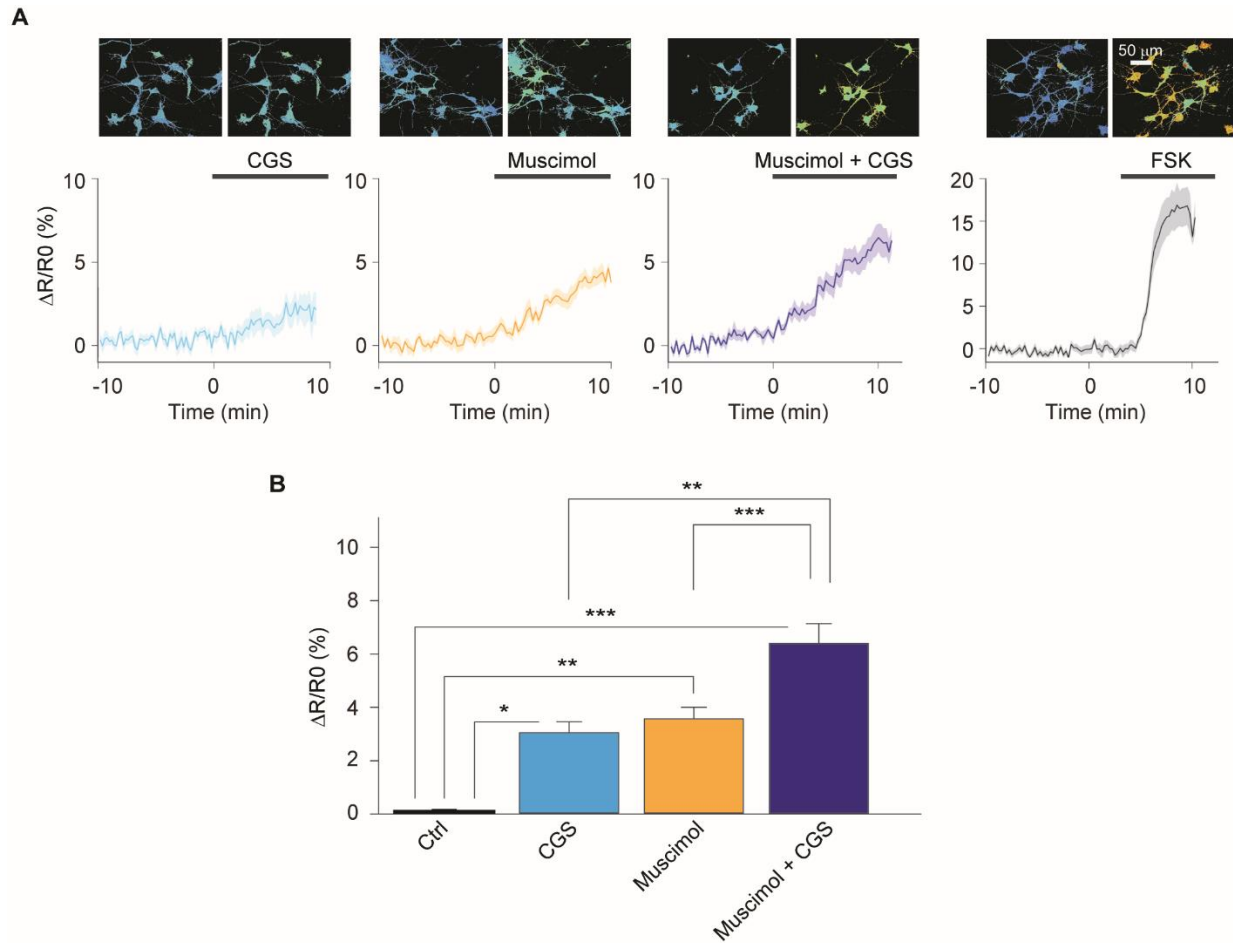 A
50 μm
CGS
Muscimol
Muscimol + CGS
FSK
ΔR/R0 (%)
10
5
0
-10 0 10
Time (min)
10
5
0
-10 0 10
Time (min)
10
5
0
-10 0 10
Time (min)
20
15
10
5
0
-10 0 10
Time (min)
B
**
***
***
**
*
ΔR/R0 (%)
10
8
6
4
2
0
Ctrl
CGS
Muscimol
Muscimol + CGS